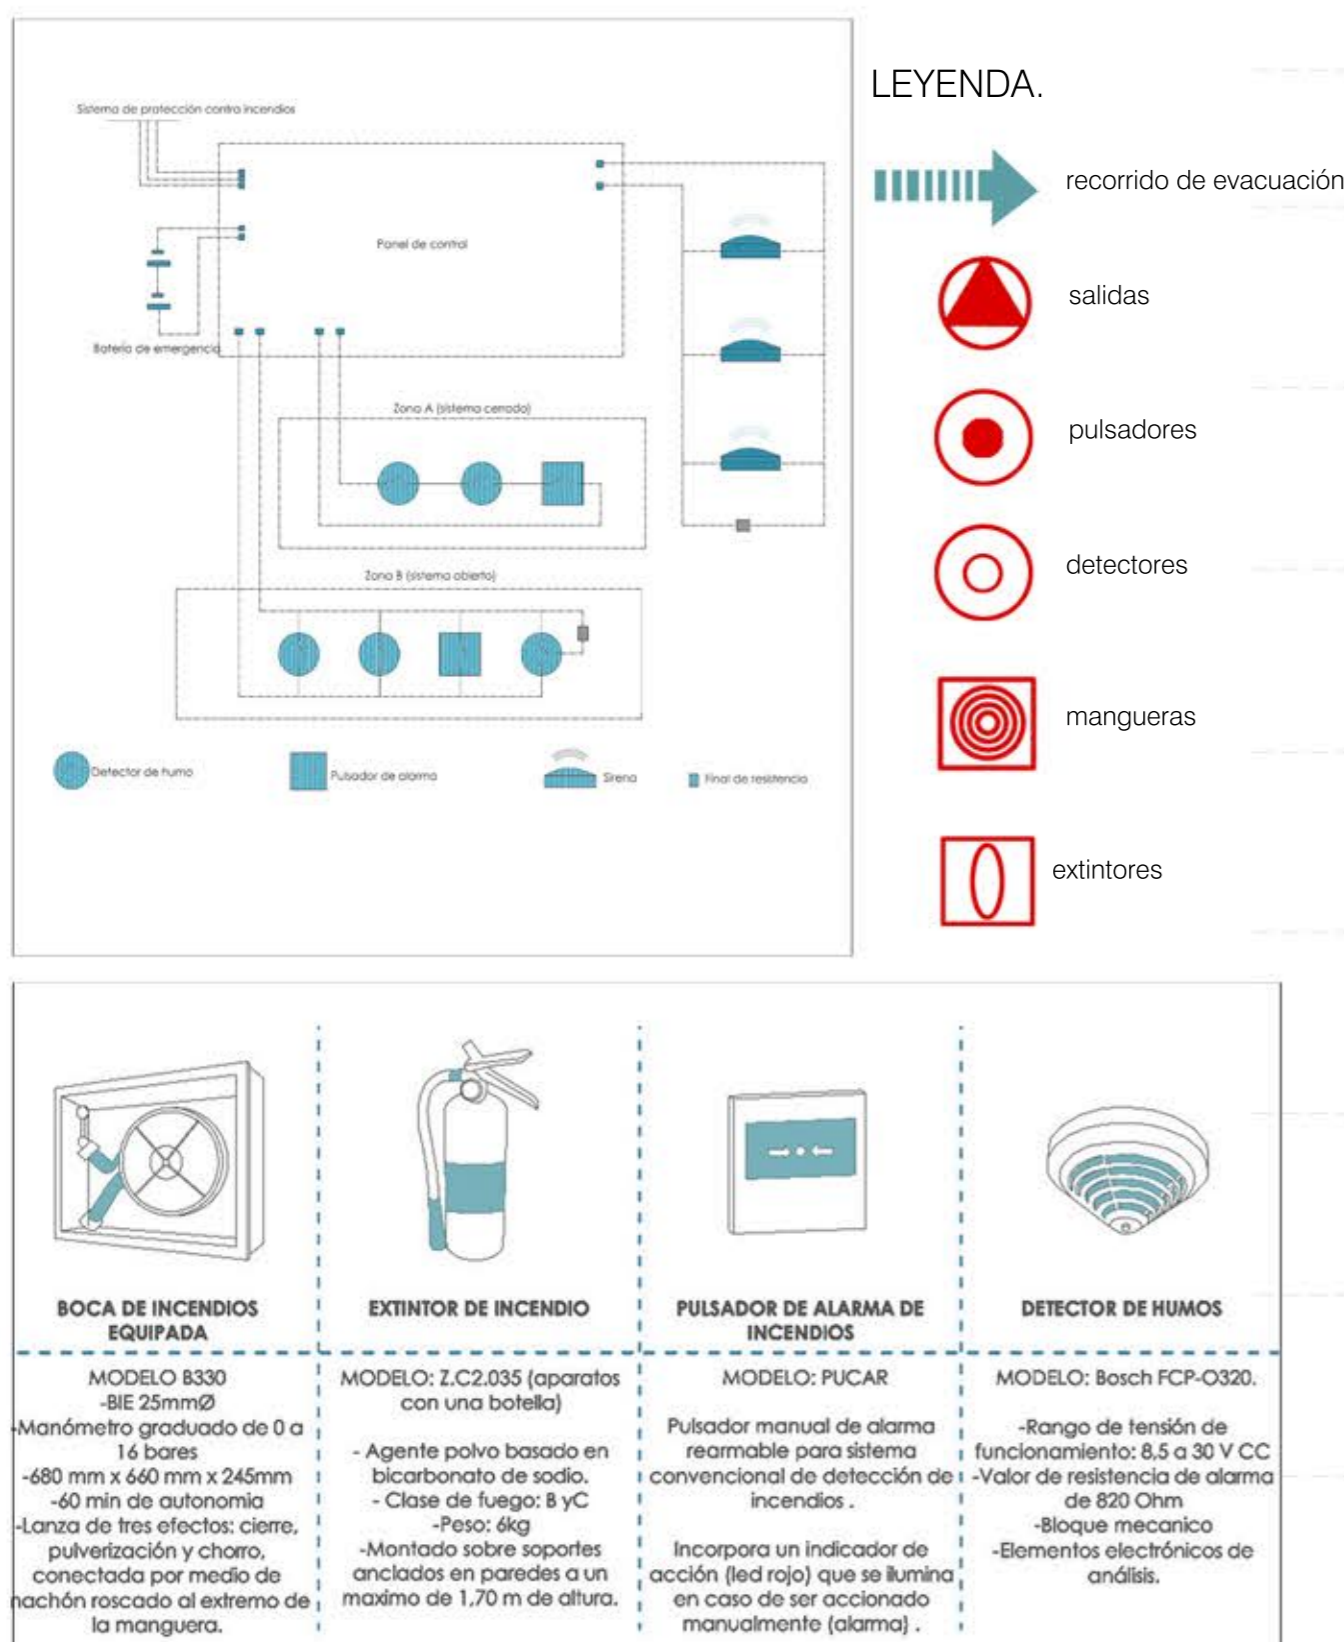 Sistema de protección contra incendios
Panel de control
Batería de emergencia
Zona A (sistema cerrado)
Zona B (sistema abierto)
Detector de humo
Pulsador de alarma
Sirena
Final de resistencia
LEYENDA.
recorrido de evacuación
salidas
pulsadores
detectores
mangueras
extintores
BOCA DE INCENDIOS
EQUIPADA
MODELO B330
-BIE 25mmØ
-Manómetro graduado de 0 a
16 bares
-680 mm x 660 mm x 245mm
-60 min de autonomia
-Lanza de tres efectos: cierre,
pulverización y chorro,
conectada por medio de
nachón roscado al extremo de
la manguera.
EXTINTOR DE INCENDIO
MODELO: Z.C2.035 (aparatos
con una botella)
- Agente polvo basado en
bicarbonato de sodio.
- Clase de fuego: B yC
-Peso: 6kg
-Montado sobre soportes
anclados en paredes a un
maximo de 1,70 m de altura.
PULSADOR DE ALARMA DE
INCENDIOS
MODELO: PUCAR
Pulsador manual de alarma
rearmable para sistema
convencional de detección de
incendios .
Incorpora un indicador de
acción (led rojo) que se ilumina
en caso de ser accionado
manualmente (alarma) .
DETECTOR DE HUMOS
MODELO: Bosch FCP-O320.
-Rango de tensión de
funcionamiento: 8,5 a 30 V CC
-Valor de resistencia de alarma
de 820 Ohm
-Bloque mecanico
-Elementos electrónicos de
análisis.